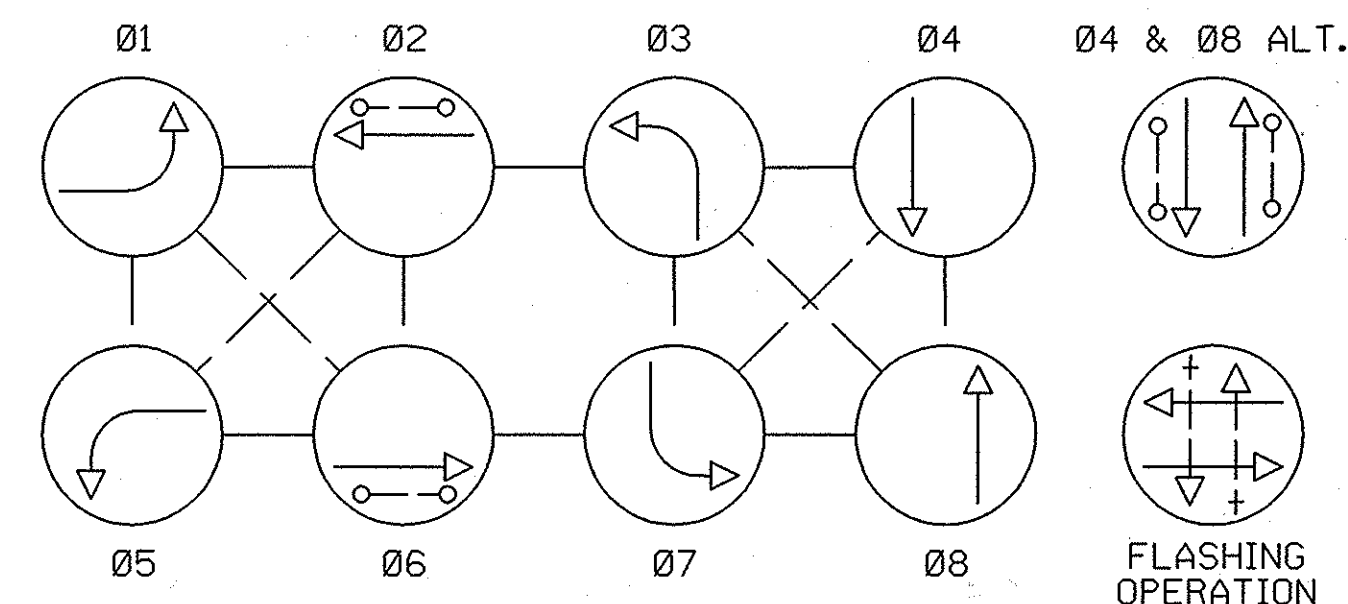 Ø1
Ø2
Ø3
Ø4
Ø4 & Ø8 ALT.
Ø5
Ø6
Ø7
Ø8
FLASHING
OPERATION